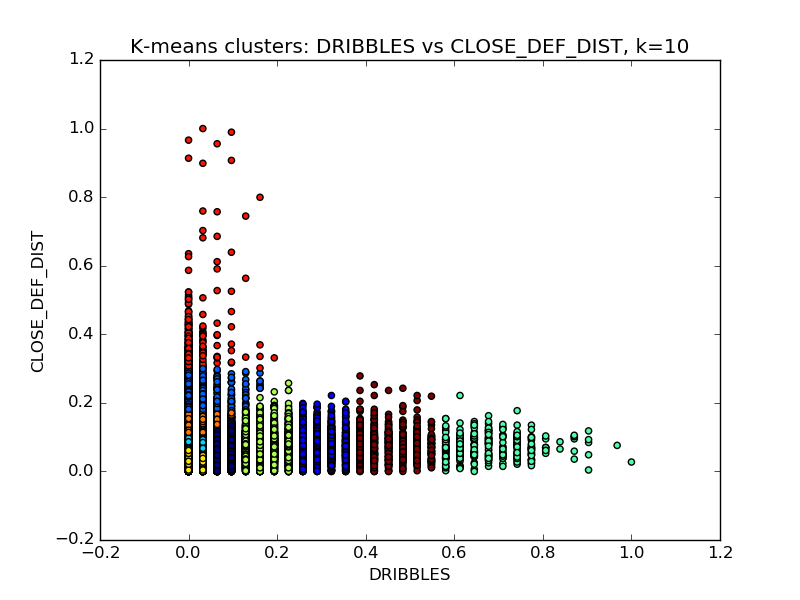 K-means clusters: DRIBBLES vs CLOSE_DEF_DIST, k=10
1.2
1.0
0.8
0.6
0.4
0.2
0.0
−0.2
CLOSE_DEF_DIST
−0.2 0.0 0.2 0.4 0.6 0.8 1.0 1.2
DRIBBLES